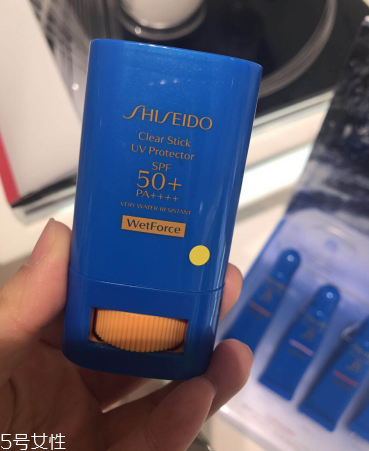 SHISEIDO
Clear Stick
UV Protector
SPF
50+
PA++++
VERY WATER-RESISTANT
WetForce
5号女性